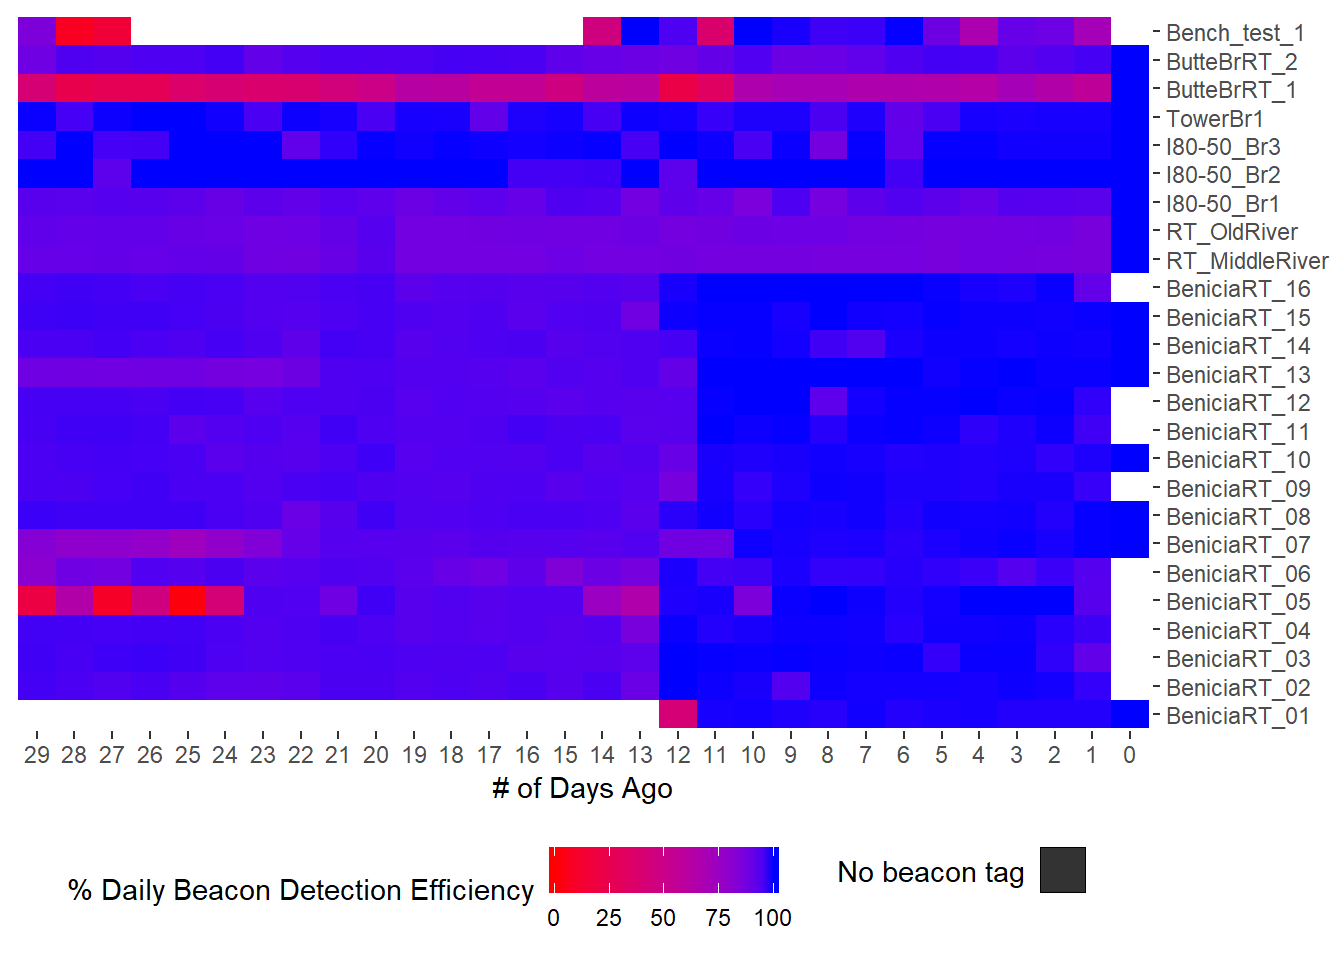 Bench_test_1
ButteBrRT_2
ButteBrRT_1
TowerBr1
I80-50_Br3
I80-50_Br2
I80-50_Br1
RT_OldRiver
RT_MiddleRiver
BeniciaRT_16
BeniciaRT_15
BeniciaRT_14
BeniciaRT_13
BeniciaRT_12
BeniciaRT_11
BeniciaRT_10
BeniciaRT_09
BeniciaRT_08
BeniciaRT_07
BeniciaRT_06
BeniciaRT_05
BeniciaRT_04
BeniciaRT_03
BeniciaRT_02
BeniciaRT_01
29 28 27 26 25 24 23 22 21 20 19 18 17 16 15 14 13 12 11 10 9 8 7 6 5 4 3 2 1 0
# of Days Ago
% Daily Beacon Detection Efficiency
0 25 50 75 100
No beacon tag